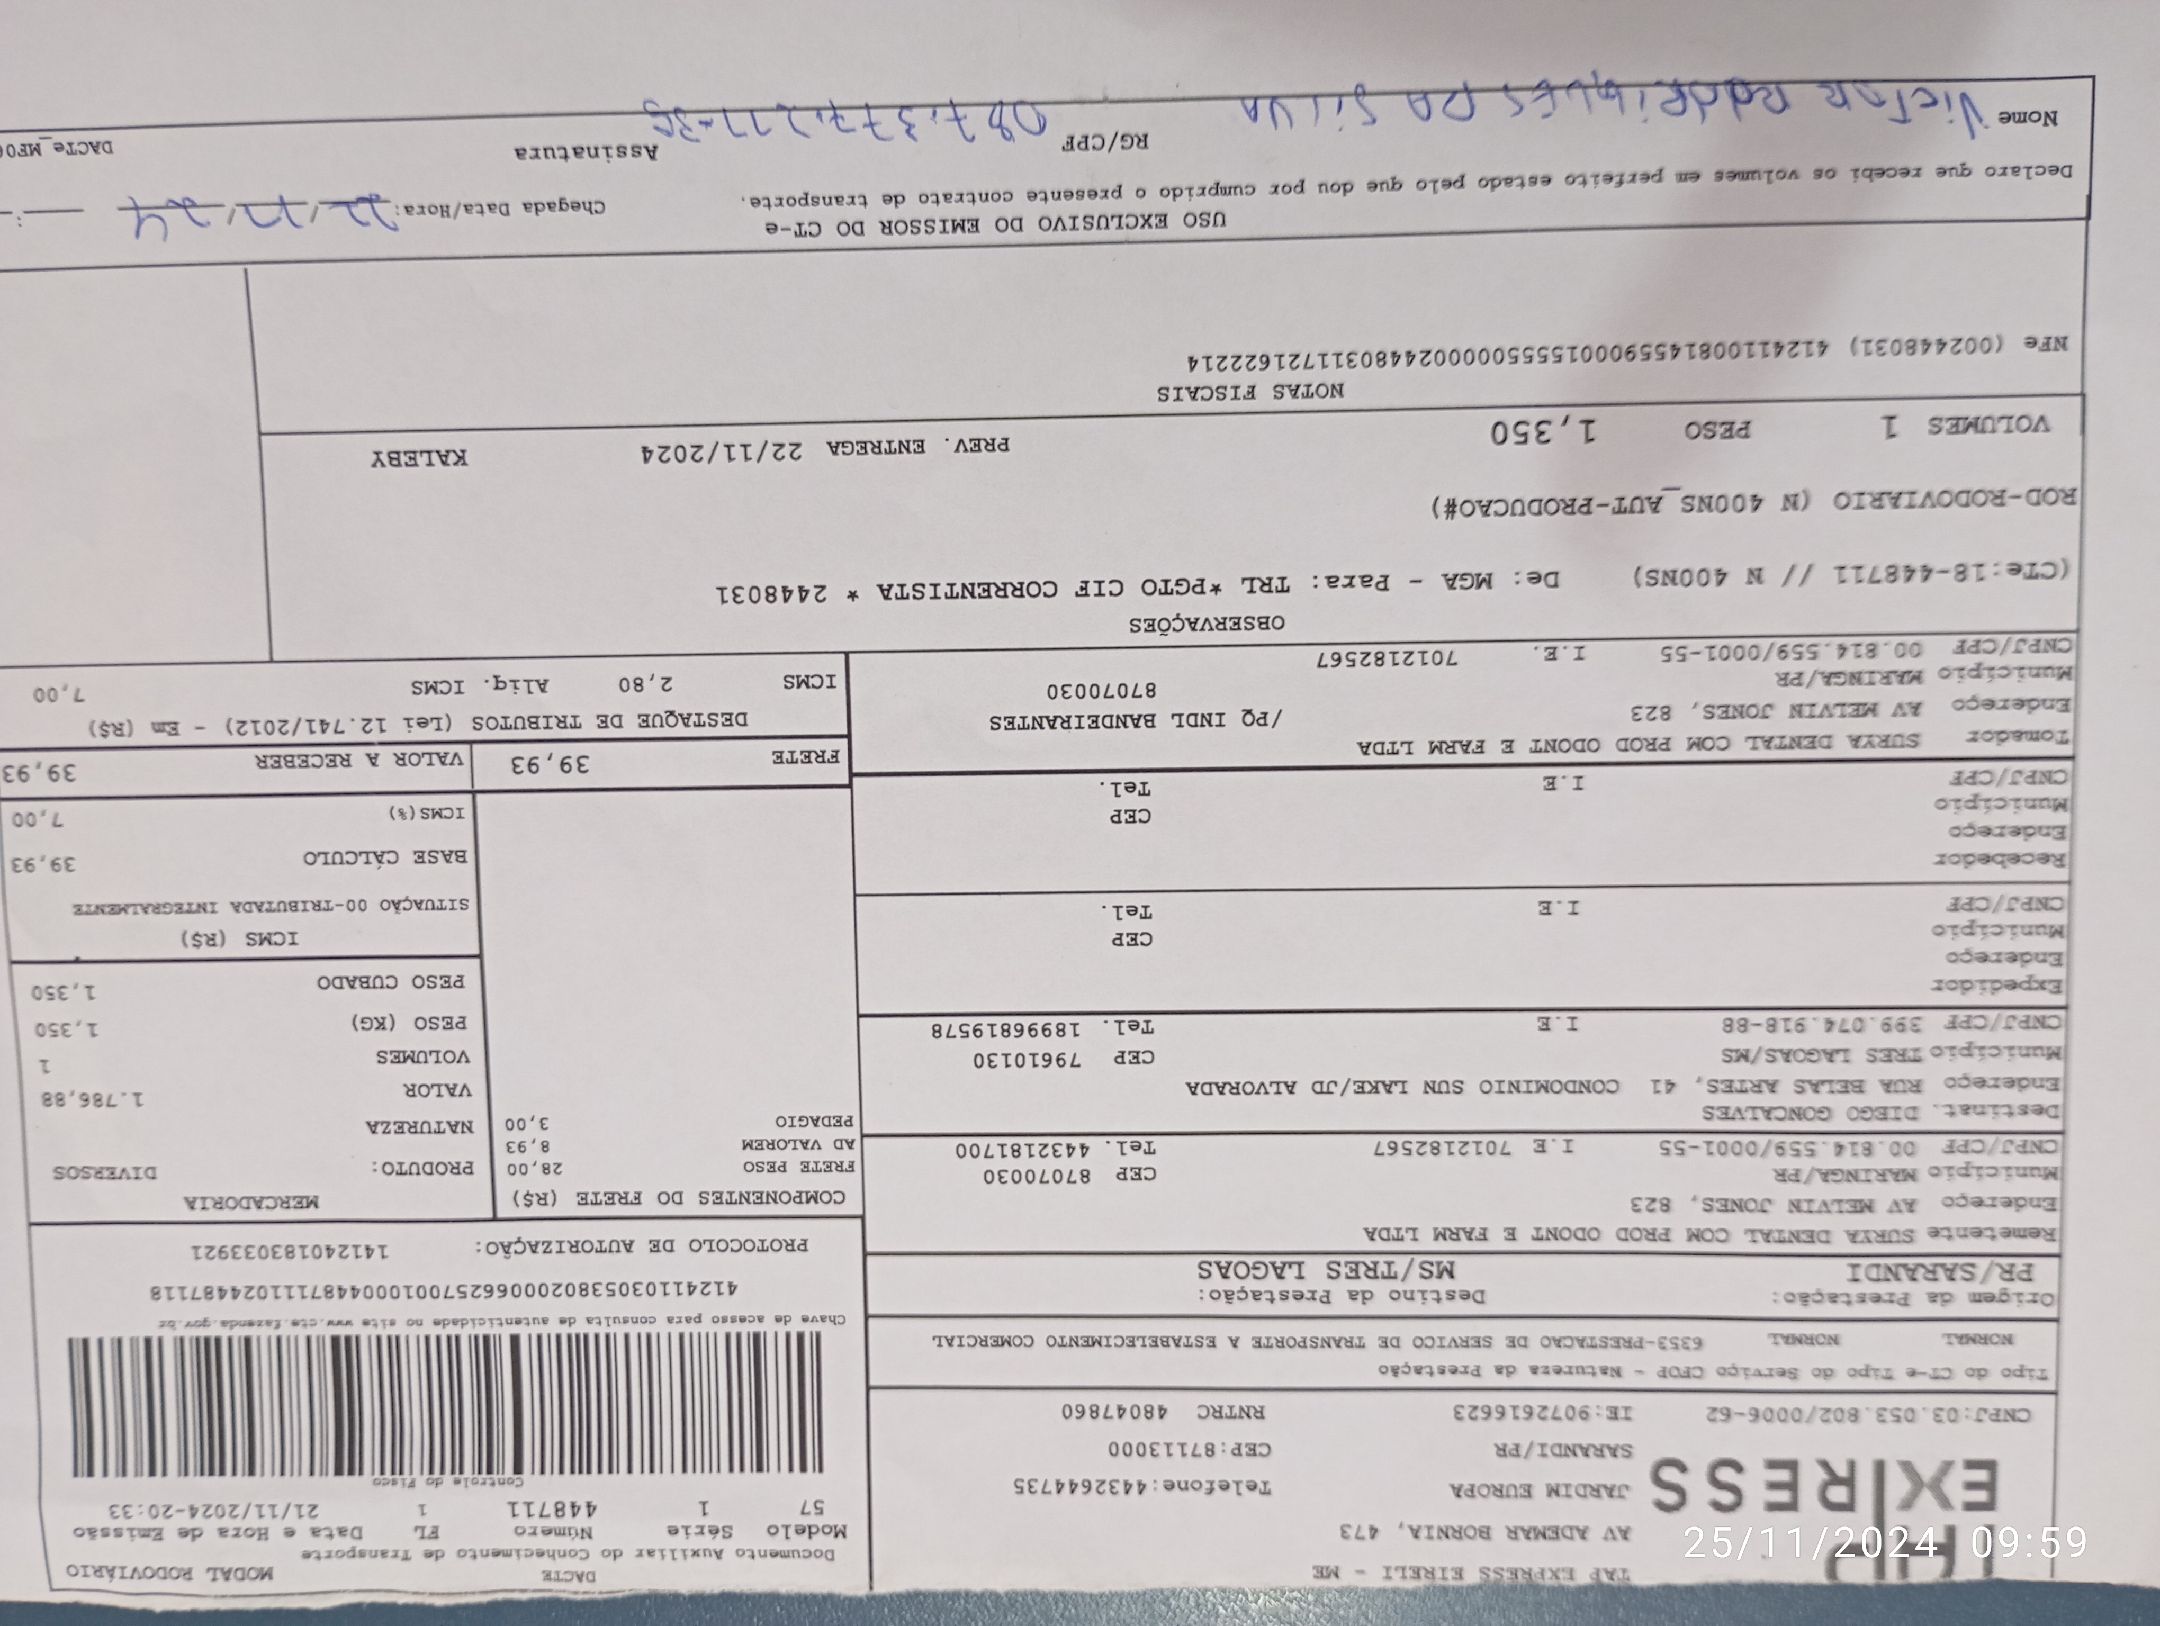 TAP EXPRESS EIRELI - ME
AV ADEMAR BORNIA, 473
JARDIM EUROPA Telefone:4432644735
SARANDI/PR CEP:87113000
CNPJ:03.053.802/0006-62 IE:9072616623 RNTRC 48047860
EXPRESS
DACTE MODAL RODOVIÁRIO
Documento Auxiliar do Conhecimento de Transporte
Modelo Série Número FL Data e Hora de Emissão
57 1 448711 1 21/11/2024-20:33
Controle do Fisco
Chave de acesso para consulta de autenticidade no site www.cte.fazenda.gov.br
41241103053802000662570010004487111024487118
PROTOCOLO DE AUTORIZAÇÃO: 141240183033921
Tipo do CT-e Tipo do Serviço CFOP - Natureza da Prestação
NORMAL NORMAL 6353-PRESTACAO DE SERVICO DE TRANSPORTE A ESTABELECIMENTO COMERCIAL
Origem da Prestação: Destino da Prestação:
PR/SARANDI MS/TRES LAGOAS
Remetente SURYA DENTAL COM PROD ODONT E FARM LTDA
Endereço AV MELVIN JONES, 823
Município MARINGA/PR CEP 87070030
CNPJ/CPF 00.814.559/0001-55 I.E 7012182567 Tel. 4432181700
Destinat. DIEGO GONCALVES
Endereço RUA BELAS ARTES, 41 CONDOMINIO SUN LAKE/JD ALVORADA
Município TRES LAGOAS/MS CEP 79610130
CNPJ/CPF 399.074.918-88 I.E Tel. 18996819578
Expedidor
Endereço
Município CEP
CNPJ/CPF I.E Tel.
Recebedor
Endereço
Município CEP
CNPJ/CPF I.E Tel.
Tomador SURYA DENTAL COM PROD ODONT E FARM LTDA
Endereço AV MELVIN JONES, 823 /PQ INDL BANDEIRANTES
Município MARINGA/PR 87070030
CNPJ/CPF 00.814.559/0001-55 I.E. 7012182567
COMPONENTES DO FRETE (R$)
FRETE PESO 28,00
AD VALOREM 8,93
PEDAGIO 3,00
MERCADORIA
PRODUTO: DIVERSOS
NATUREZA
VALOR 1.786,88
VOLUMES 1
PESO (KG) 1,350
PESO CUBADO 1,350
ICMS (R$)
SITUAÇÃO 00-TRIBUTADA INTEGRALMENTE
BASE CÁLCULO 39,93
ICMS(%) 7,00
FRETE 39,93 VALOR A RECEBER 39,93
DESTAQUE DE TRIBUTOS (Lei 12.741/2012) - Em (R$)
ICMS 2,80 Aliq. ICMS 7,00
OBSERVAÇÕES
(CTe:18-448711 // N 400NS) De: MGA - Para: TRL *PGTO CIF CORRENTISTA * 2448031
ROD-RODOVIARIO (N 400NS_AUT-PRODUCAO#)
VOLUMES 1 PESO 1,350 PREV. ENTREGA 22/11/2024 KALEBY
NOTAS FISCAIS
NFe (002448031) 41241100814559000155550000024480311721622214
USO EXCLUSIVO DO EMISSOR DO CT-e
Declaro que recebi os volumes em perfeito estado pelo que dou por cumprido o presente contrato de transporte.
Chegada Data/Hora: 22/11/24
Nome Victor Rodrigues da Silva RG/CPF 087.377.211-36 Assinatura
DACTe_MF06
25/11/2024 09:59